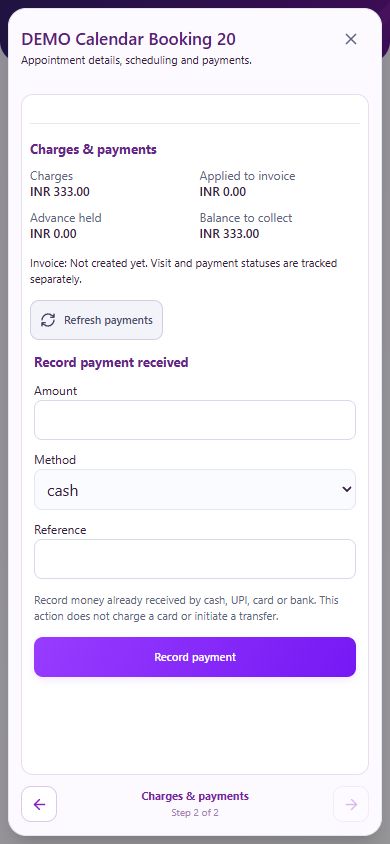 DEMO Calendar Booking 20
Appointment details, scheduling and payments.
Charges & payments
Charges
INR 333.00
Applied to invoice
INR 0.00
Advance held
INR 0.00
Balance to collect
INR 333.00
Invoice: Not created yet. Visit and payment statuses are tracked
separately.
Refresh payments
Record payment received
Amount
Method
cash
Reference
Record money already received by cash, UPI, card or bank. This
action does not charge a card or initiate a transfer.
Record payment
Charges & payments
Step 2 of 2